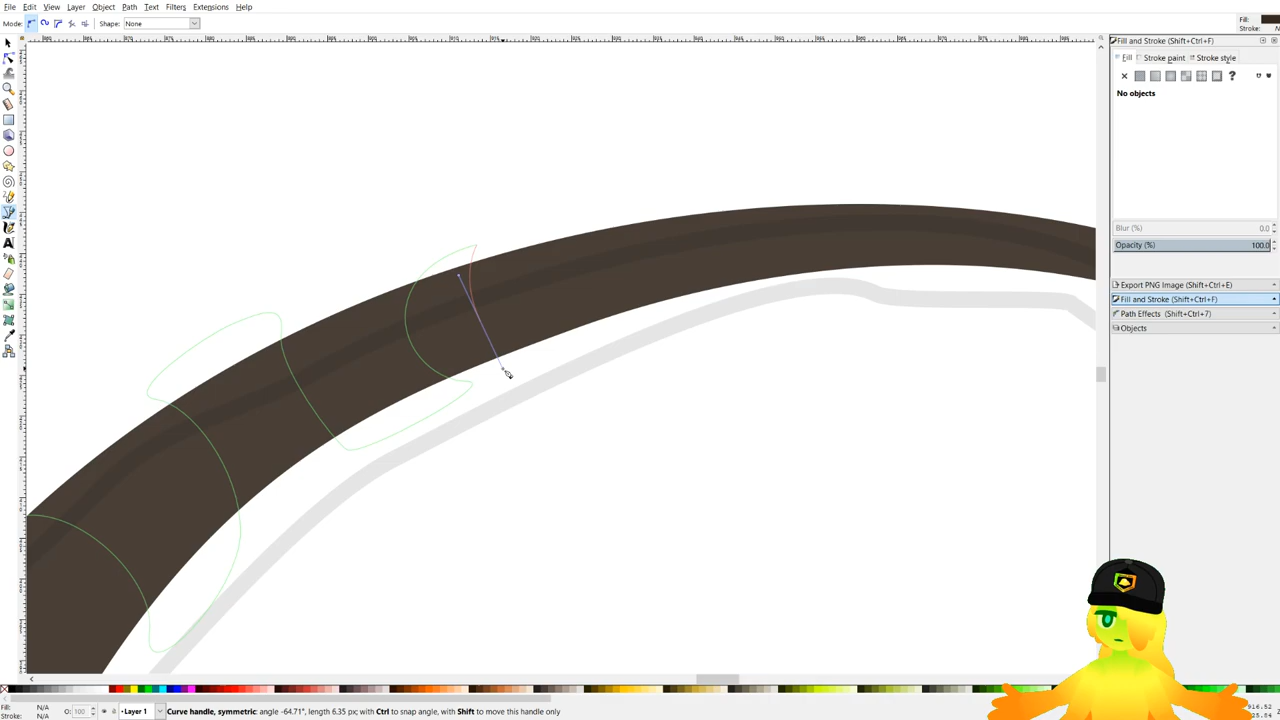 File Edit View Layer Object Path Text Filters Extensions Help
Mode: Shape: None
Fill:
Stroke:
Fill and Stroke (Shift+Ctrl+F)
Fill Stroke paint Stroke style
?
No objects
Blur (%) 0.0
Opacity (%) 100.0
Export PNG Image (Shift+Ctrl+E)
Fill and Stroke (Shift+Ctrl+F)
Path Effects (Shift+Ctrl+7)
Objects
Fill: N/A
Stroke: N/A
O: 100
Layer 1
Curve handle, symmetric: angle -64.71°, length 6.35 px; with Ctrl to snap angle, with Shift to move this handle only